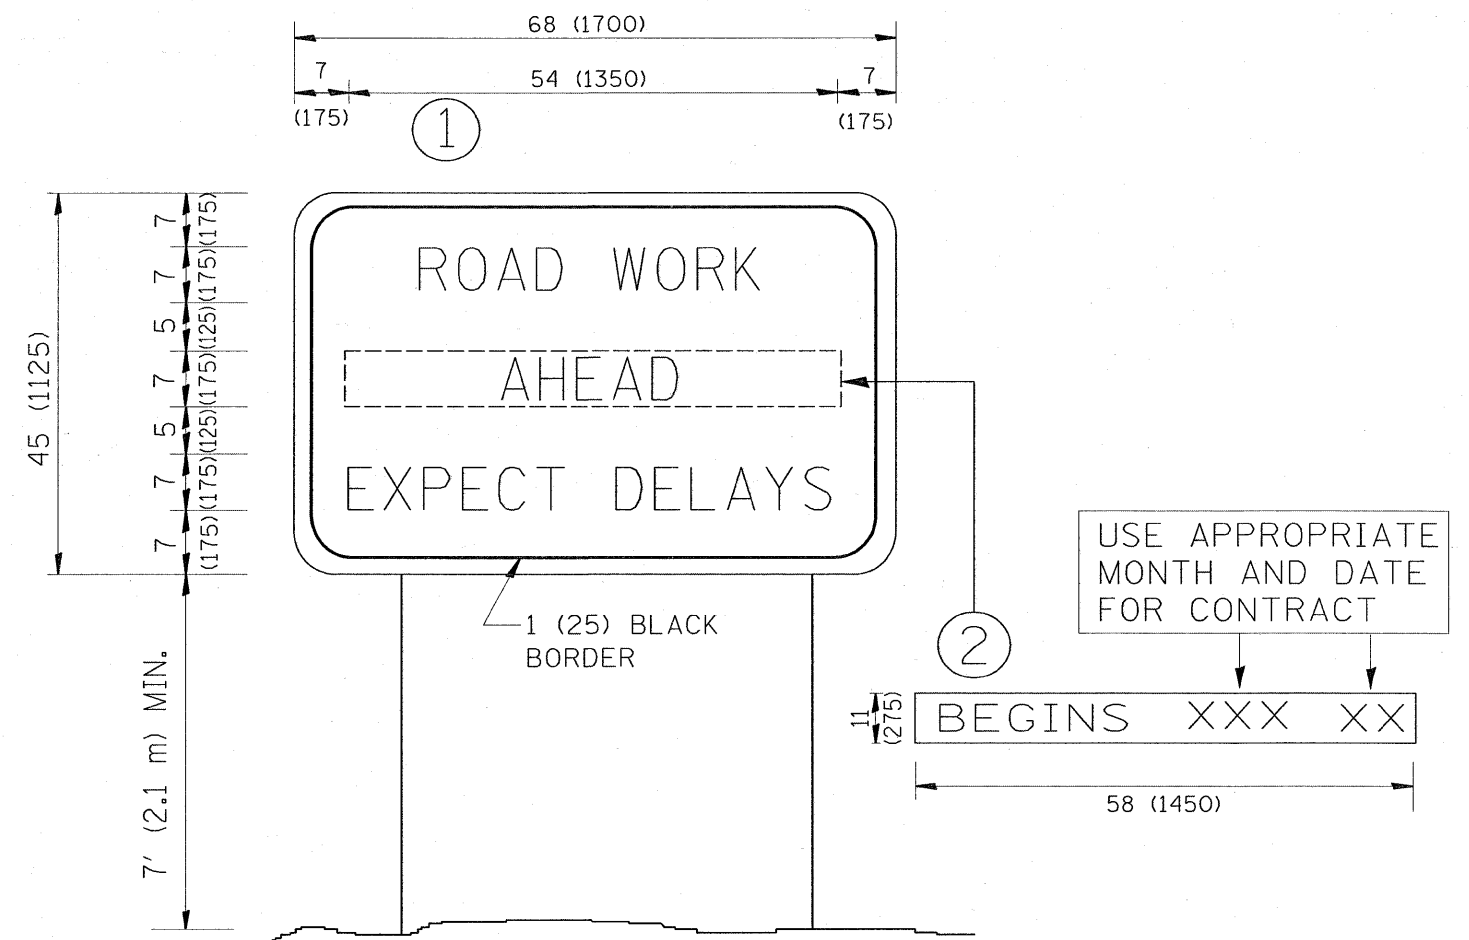 68 (1700)
7
54 (1350)
7
(175)
(175)
1
7
(175)
7
(175)
5
(125)
7
(175)
5
(125)
7
(175)
7
(175)
45 (1125)
ROAD WORK
AHEAD
EXPECT DELAYS
1 (25) BLACK
BORDER
7' (2.1 m) MIN.
2
USE APPROPRIATE
MONTH AND DATE
FOR CONTRACT
11
(275)
BEGINS XXX XX
58 (1450)